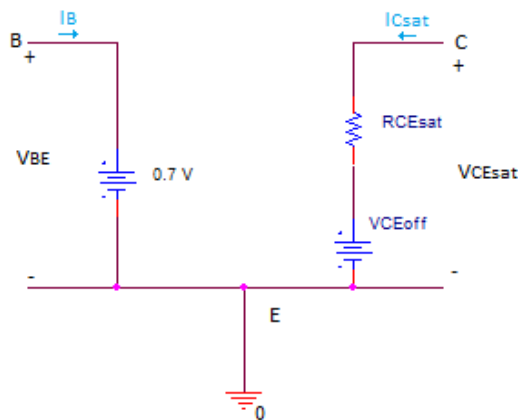 IB
ICsat
B
C
+
+
RCEsat
VBE
0.7 V
VCEsat
VCEoff
-
-
E
0